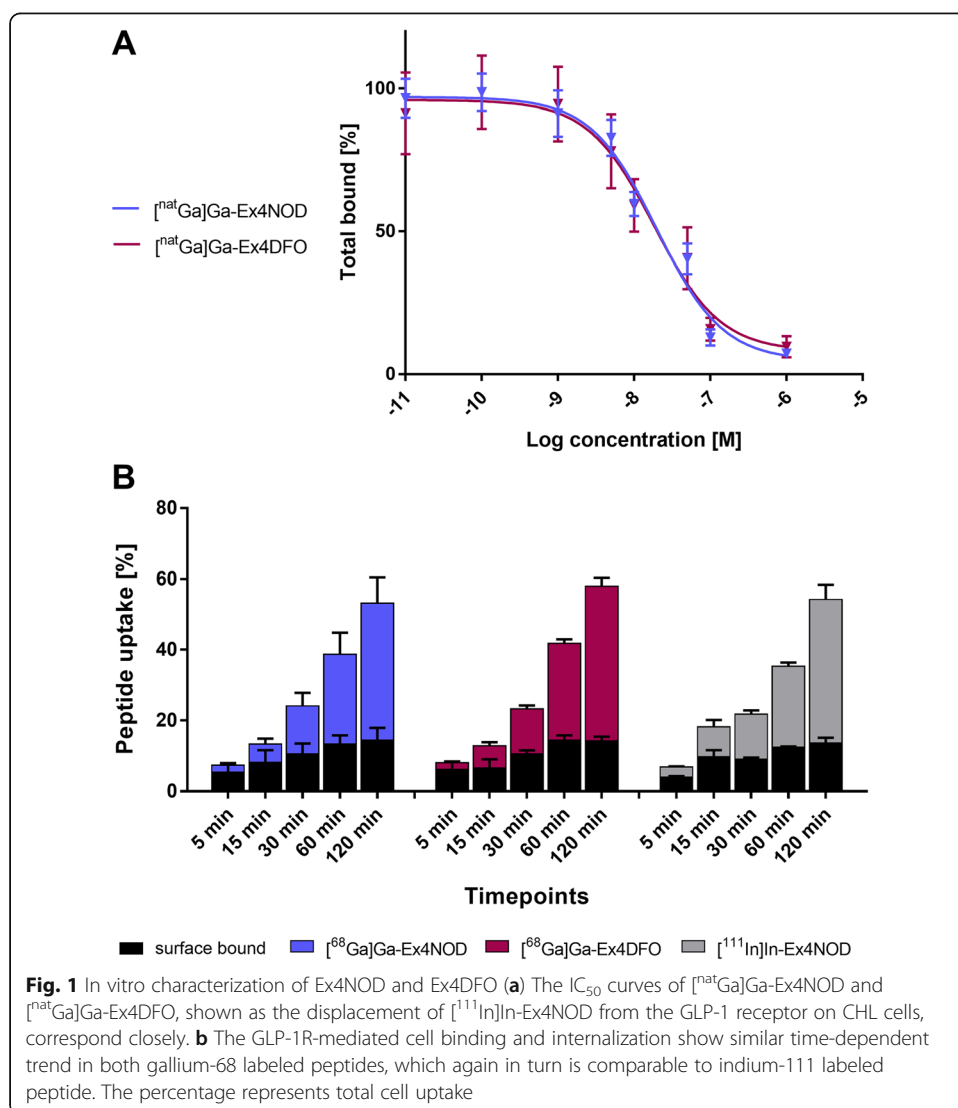 A
Total bound [%]
100
50
0
-11 -10 -9 -8 -7 -6 -5
Log concentration [M]
[natGa]Ga-Ex4NOD
[natGa]Ga-Ex4DFO
B
Peptide uptake [%]
80
60
40
20
0
5 min 15 min 30 min 60 min 120 min 5 min 15 min 30 min 60 min 120 min 5 min 15 min 30 min 60 min 120 min
Timepoints
surface bound [68Ga]Ga-Ex4NOD [68Ga]Ga-Ex4DFO [111In]In-Ex4NOD
Fig. 1 In vitro characterization of Ex4NOD and Ex4DFO (a) The IC50 curves of [natGa]Ga-Ex4NOD and
[natGa]Ga-Ex4DFO, shown as the displacement of [111In]In-Ex4NOD from the GLP-1 receptor on CHL cells,
correspond closely. b The GLP-1R-mediated cell binding and internalization show similar time-dependent
trend in both gallium-68 labeled peptides, which again in turn is comparable to indium-111 labeled
peptide. The percentage represents total cell uptake